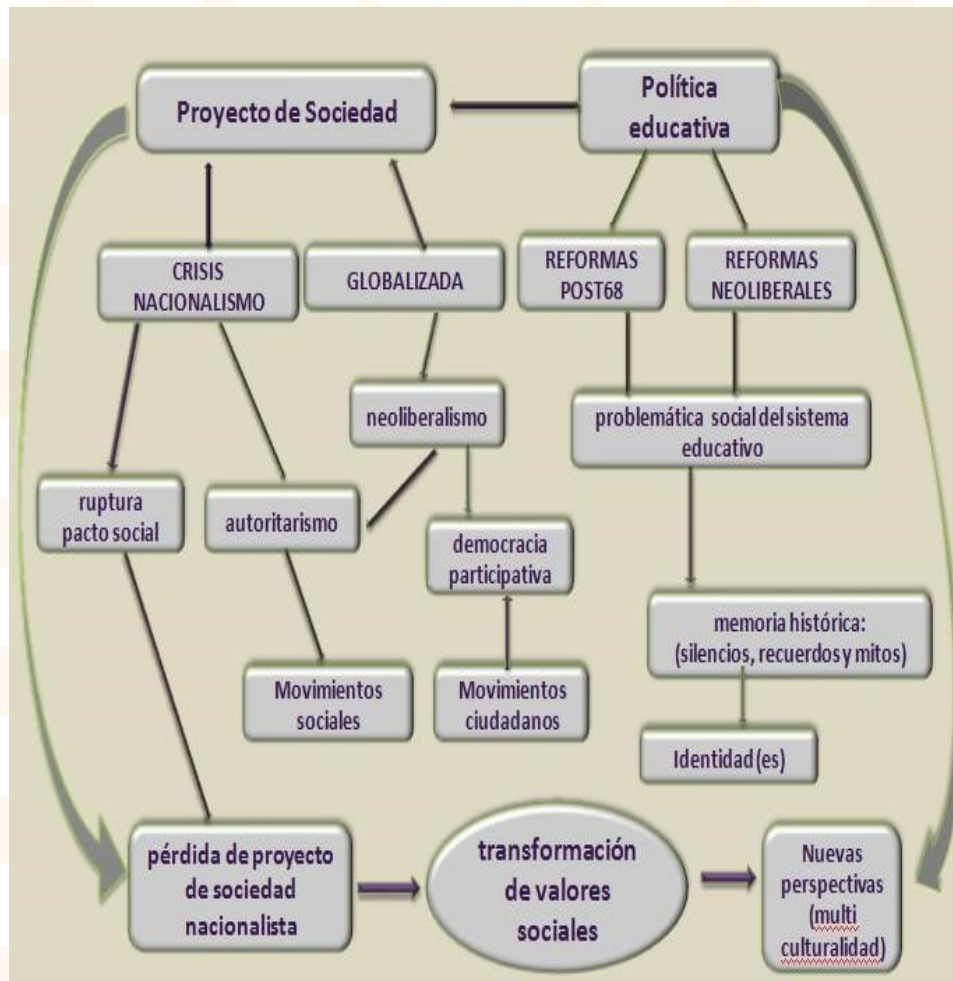 Proyecto de Sociedad
Política
educativa
CRISIS
NACIONALISMO
GLOBALIZADA
REFORMAS
POST68
REFORMAS
NEOLIBERALES
neoliberalismo
problemática social del sistema
educativo
ruptura
pacto social
autoritarismo
democracia
participativa
memoria histórica:
(silencios, recuerdos y mitos)
Movimientos
sociales
Movimientos
ciudadanos
Identidad (es)
pérdida de proyecto
de sociedad
nacionalista
transformación
de valores
sociales
Nuevas
perspectivas
(multi
culturalidad)